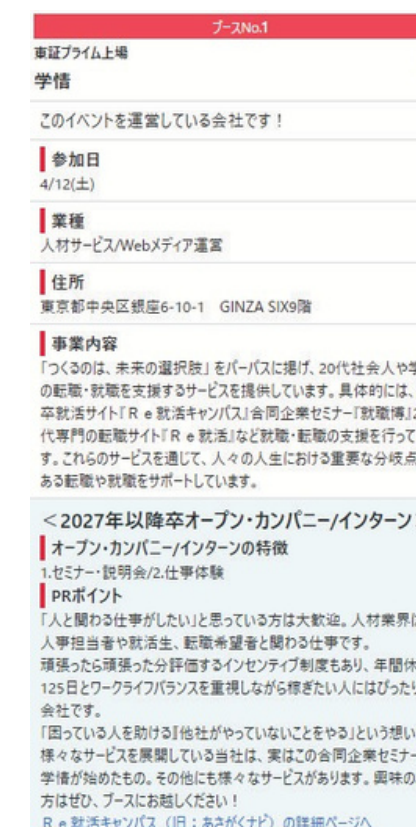 ブースNo.1
東証プライム上場
学情
このイベントを運営している会社です！
参加日
4/12(土)
業種
人材サービス/Webメディア運営
住所
東京都中央区銀座6-10-1 GINZA SIX9階
事業内容
「つくるのは、未来の選択肢」をパーパスに掲げ、20代社会人や学
の転職・就職を支援するサービスを提供しています。具体的には、
卒就活サイト『Ｒｅ就活キャンパス』合同企業セミナー『就職博』2
代専門の転職サイト『Ｒｅ就活』など就職・転職の支援を行って
す。これらのサービスを通じて、人々の人生における重要な分岐点
ある転職や就職をサポートしています。
＜2027年以降卒オープン・カンパニー/インターン
オープン・カンパニー/インターンの特徴
1.セミナー・説明会/2.仕事体験
PRポイント
「人と関わる仕事がしたい」と思っている方は大歓迎。人材業界は
人事担当者や就活生、転職希望者と関わる仕事です。
頑張ったら頑張った分評価するインセンティブ制度もあり、年間休
125日とワークライフバランスを重視しながら稼ぎたい人にはぴったり
会社です。
「困っている人を助ける『他社がやっていないことをやる」という想い
様々なサービスを展開している当社は、実はこの合同企業セミナー
学情が始めたもの。その他にも様々なサービスがあります。興味の
方はぜひ、ブースにお越しください！
Ｒｅ就活キャンパス（旧：あさがくナビ）の詳細ページへ